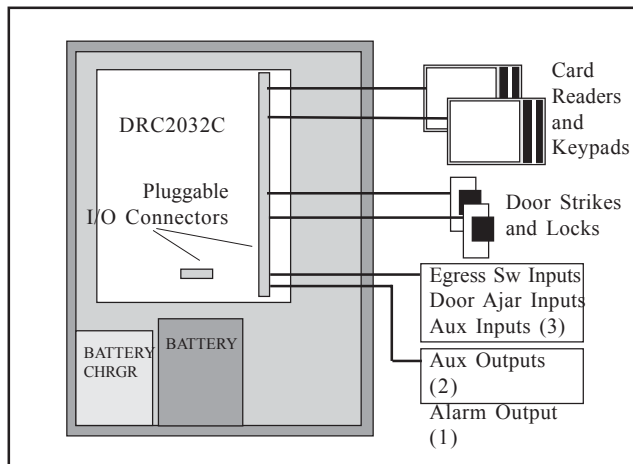 DRC2032C
Pluggable
I/O Connectors
BATTERY
CHRGR
BATTERY
Card
Readers
and
Keypads
Door Strikes
and Locks
Egress Sw Inputs
Door Ajar Inputs
Aux Inputs (3)
Aux Outputs
(2)
Alarm Output
(1)